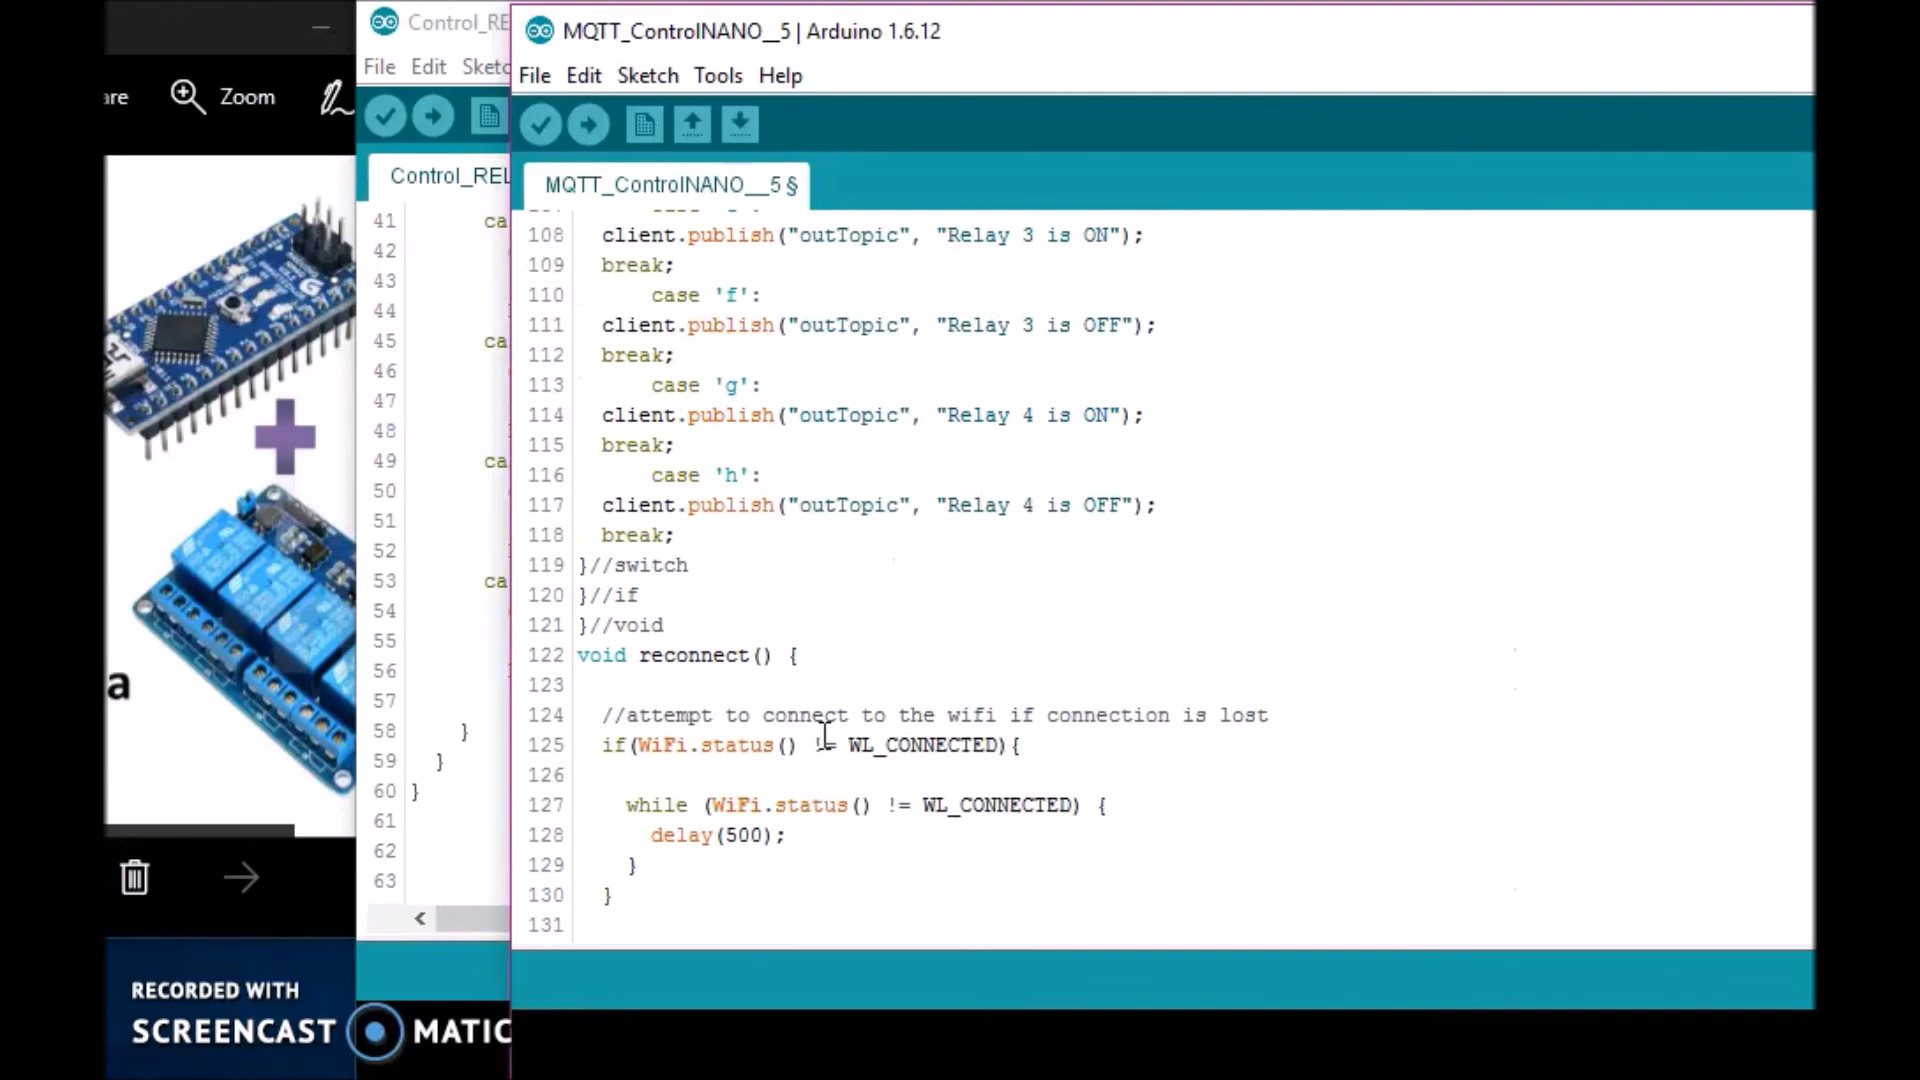 are
Zoom
a
RECORDED WITH
SCREENCAST MATIC
Control_RE
File Edit Sketc
Control_REL
41 ca
42
43
44
45 ca
46
47
48
49 ca
50
51
52
53 ca
54
55
56
57
58 }
59 }
60 }
61
62
63
MQTT_ControlNANO__5 | Arduino 1.6.12
File Edit Sketch Tools Help
MQTT_ControlNANO__5 §
108 client.publish("outTopic", "Relay 3 is ON");
109 break;
110 case 'f':
111 client.publish("outTopic", "Relay 3 is OFF");
112 break;
113 case 'g':
114 client.publish("outTopic", "Relay 4 is ON");
115 break;
116 case 'h':
117 client.publish("outTopic", "Relay 4 is OFF");
118 break;
119 }//switch
120 }//if
121 }//void
122 void reconnect() {
123
124 //attempt to connect to the wifi if connection is lost
125 if(WiFi.status() != WL_CONNECTED){
126
127 while (WiFi.status() != WL_CONNECTED) {
128 delay(500);
129 }
130 }
131